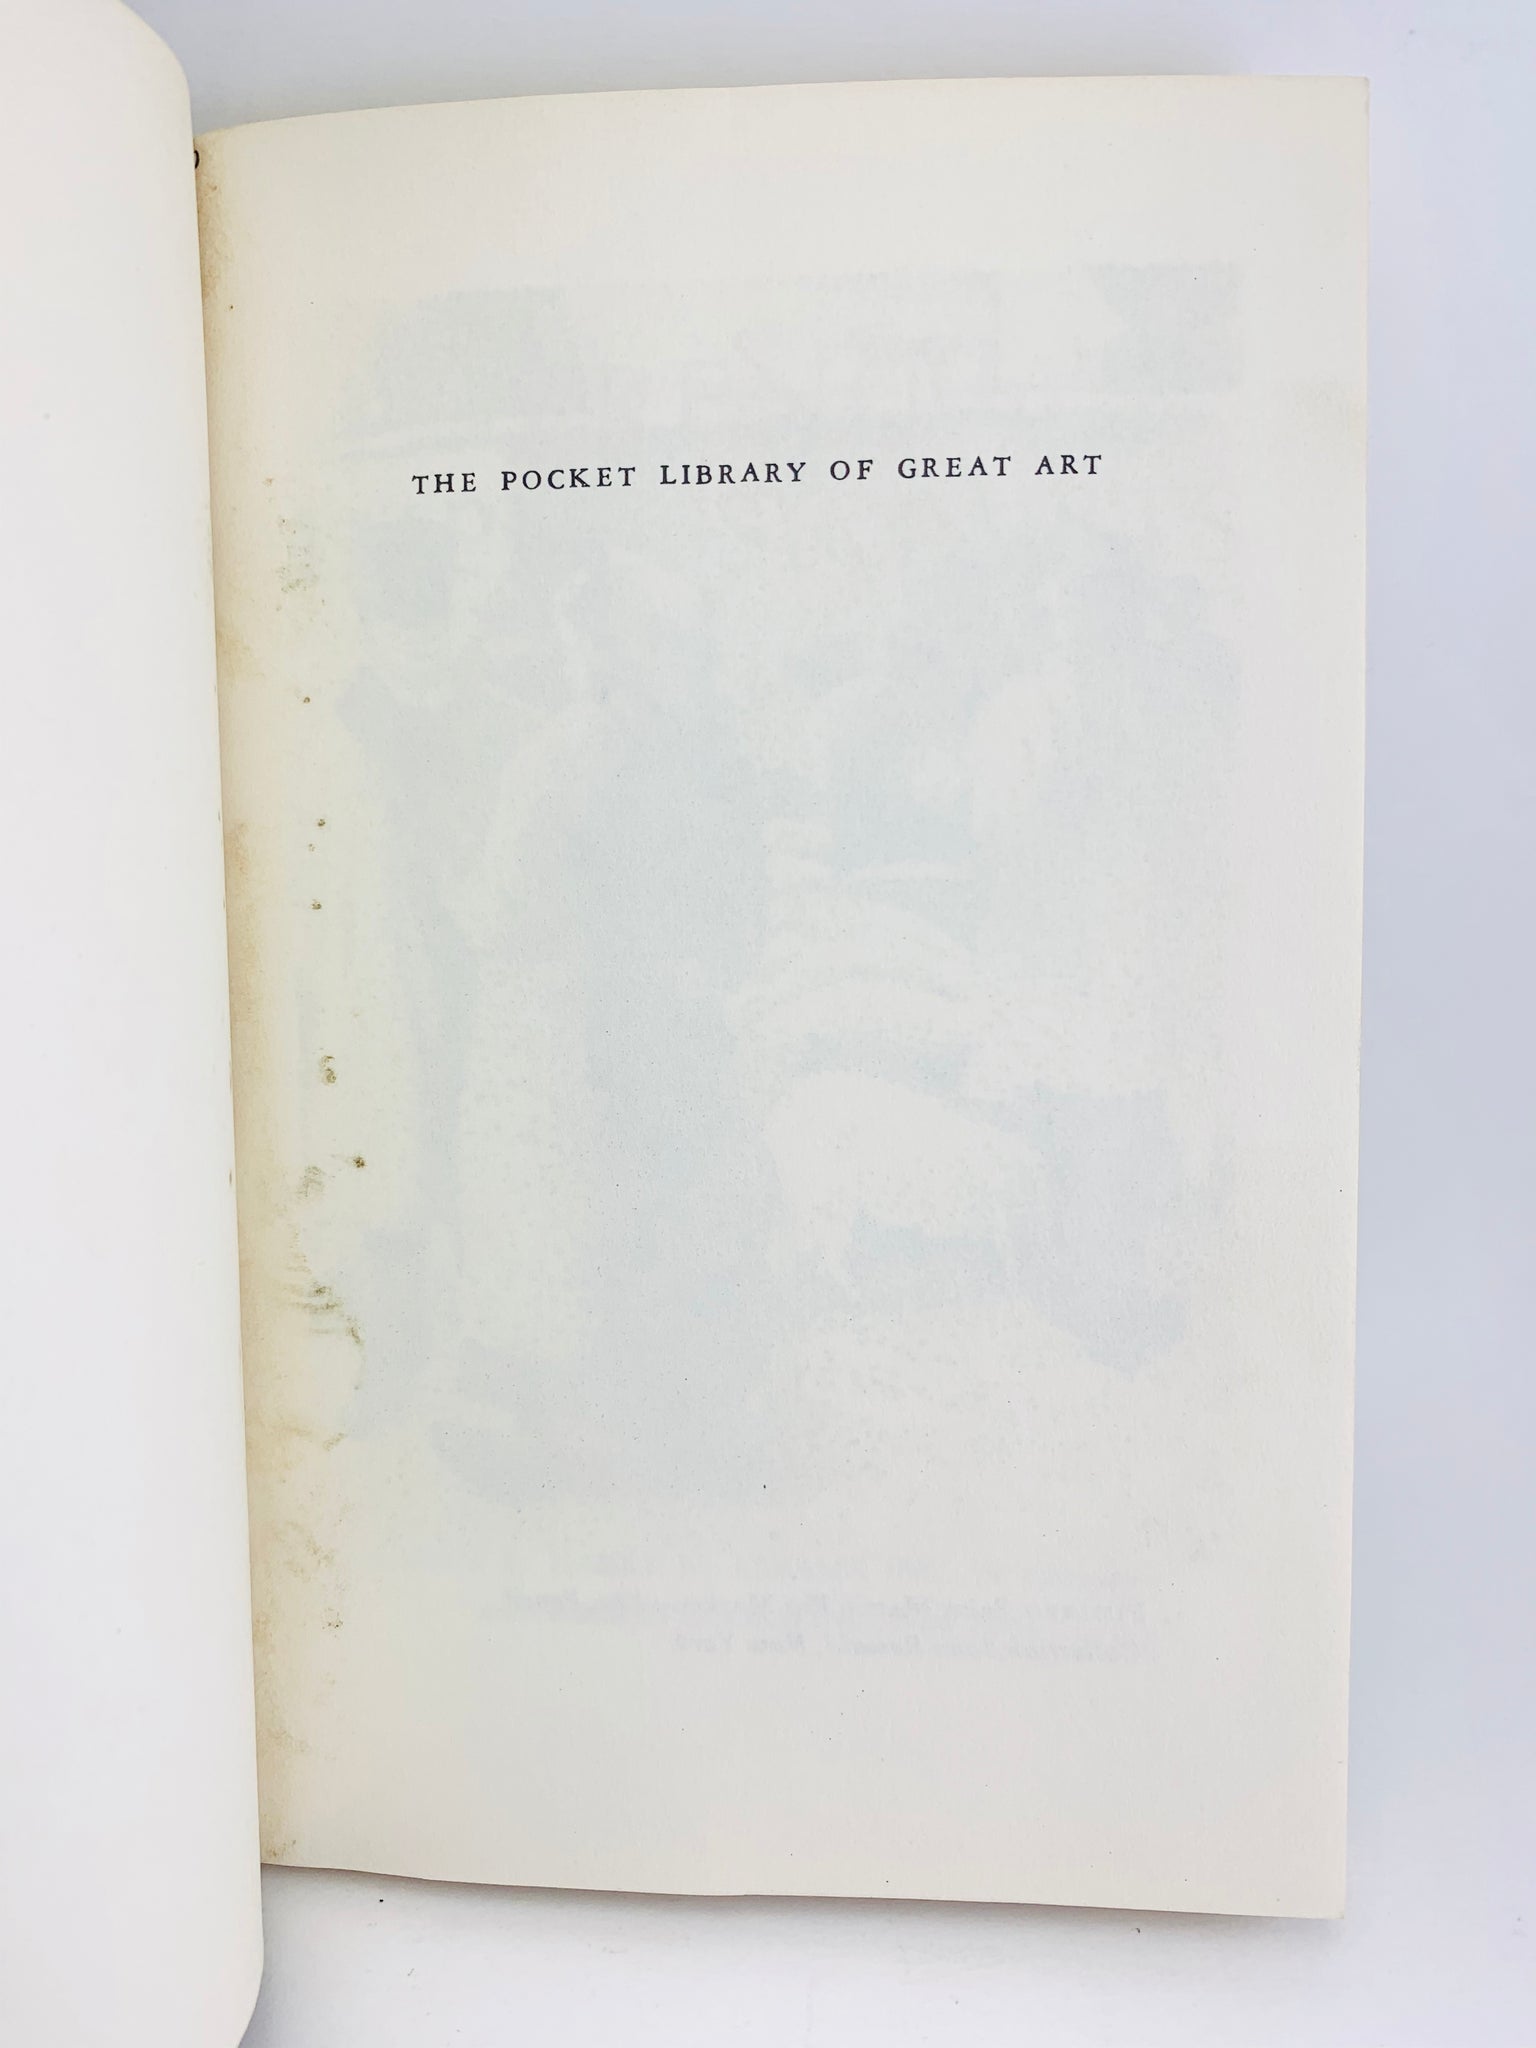 THE POCKET LIBRARY OF GREAT ART